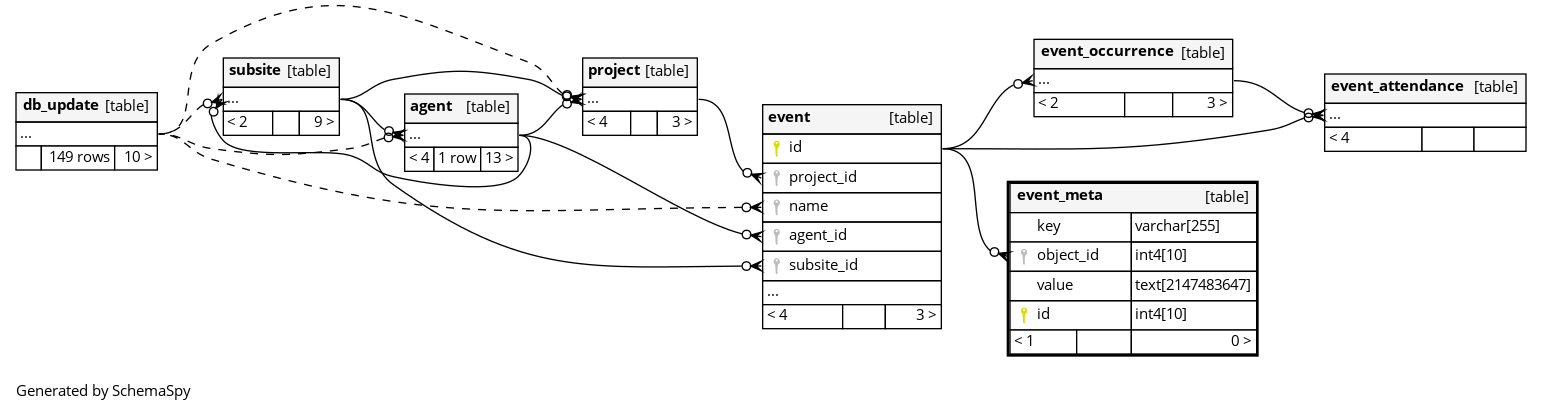 db_update [table]
...
149 rows 10 >
subsite [table]
...
< 2 9 >
agent [table]
...
< 4 1 row 13 >
project [table]
...
< 4 3 >
event [table]
id
project_id
name
agent_id
subsite_id
...
< 4 3 >
event_occurrence [table]
...
< 2 3 >
event_attendance [table]
...
< 4
event_meta [table]
key varchar[255]
object_id int4[10]
value text[2147483647]
id int4[10]
< 1 0 >
Generated by SchemaSpy